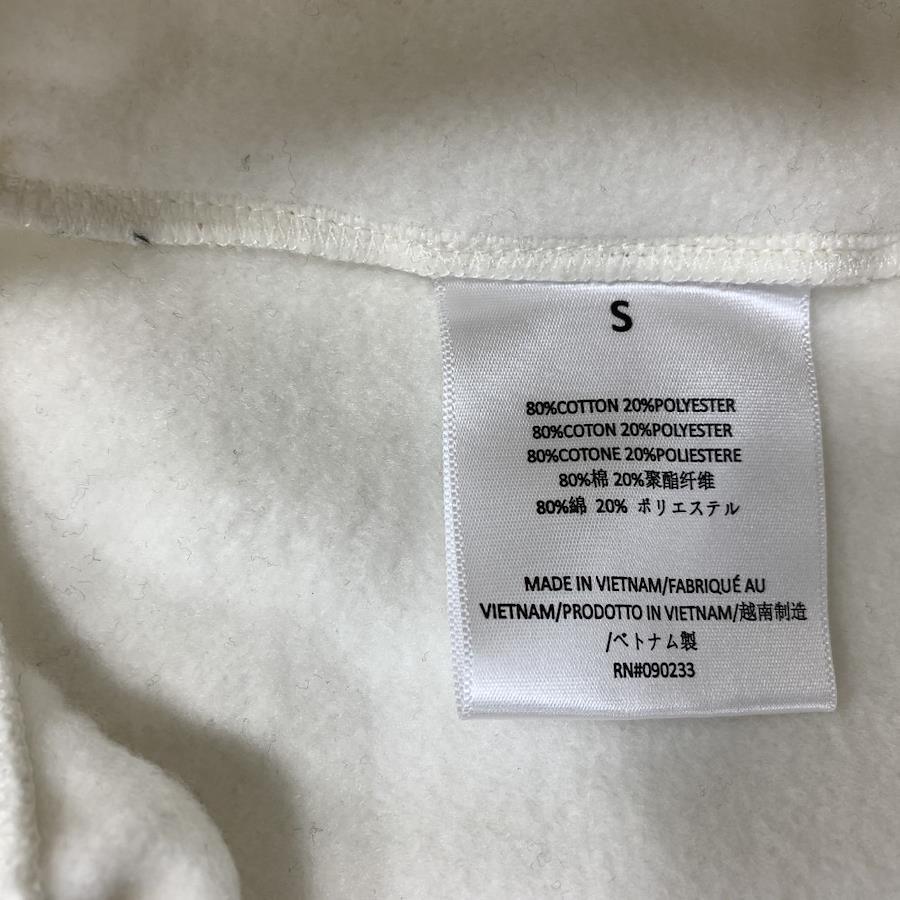 S
80%COTTON 20%POLYESTER
80%COTON 20%POLYESTER
80%COTONE 20%POLIESTERE
80%棉 20%聚酯纤维
80%綿 20% ポリエステル
MADE IN VIETNAM/FABRIQUÉ AU
VIETNAM/PRODOTTO IN VIETNAM/越南制造
/ベトナム製
RN#090233